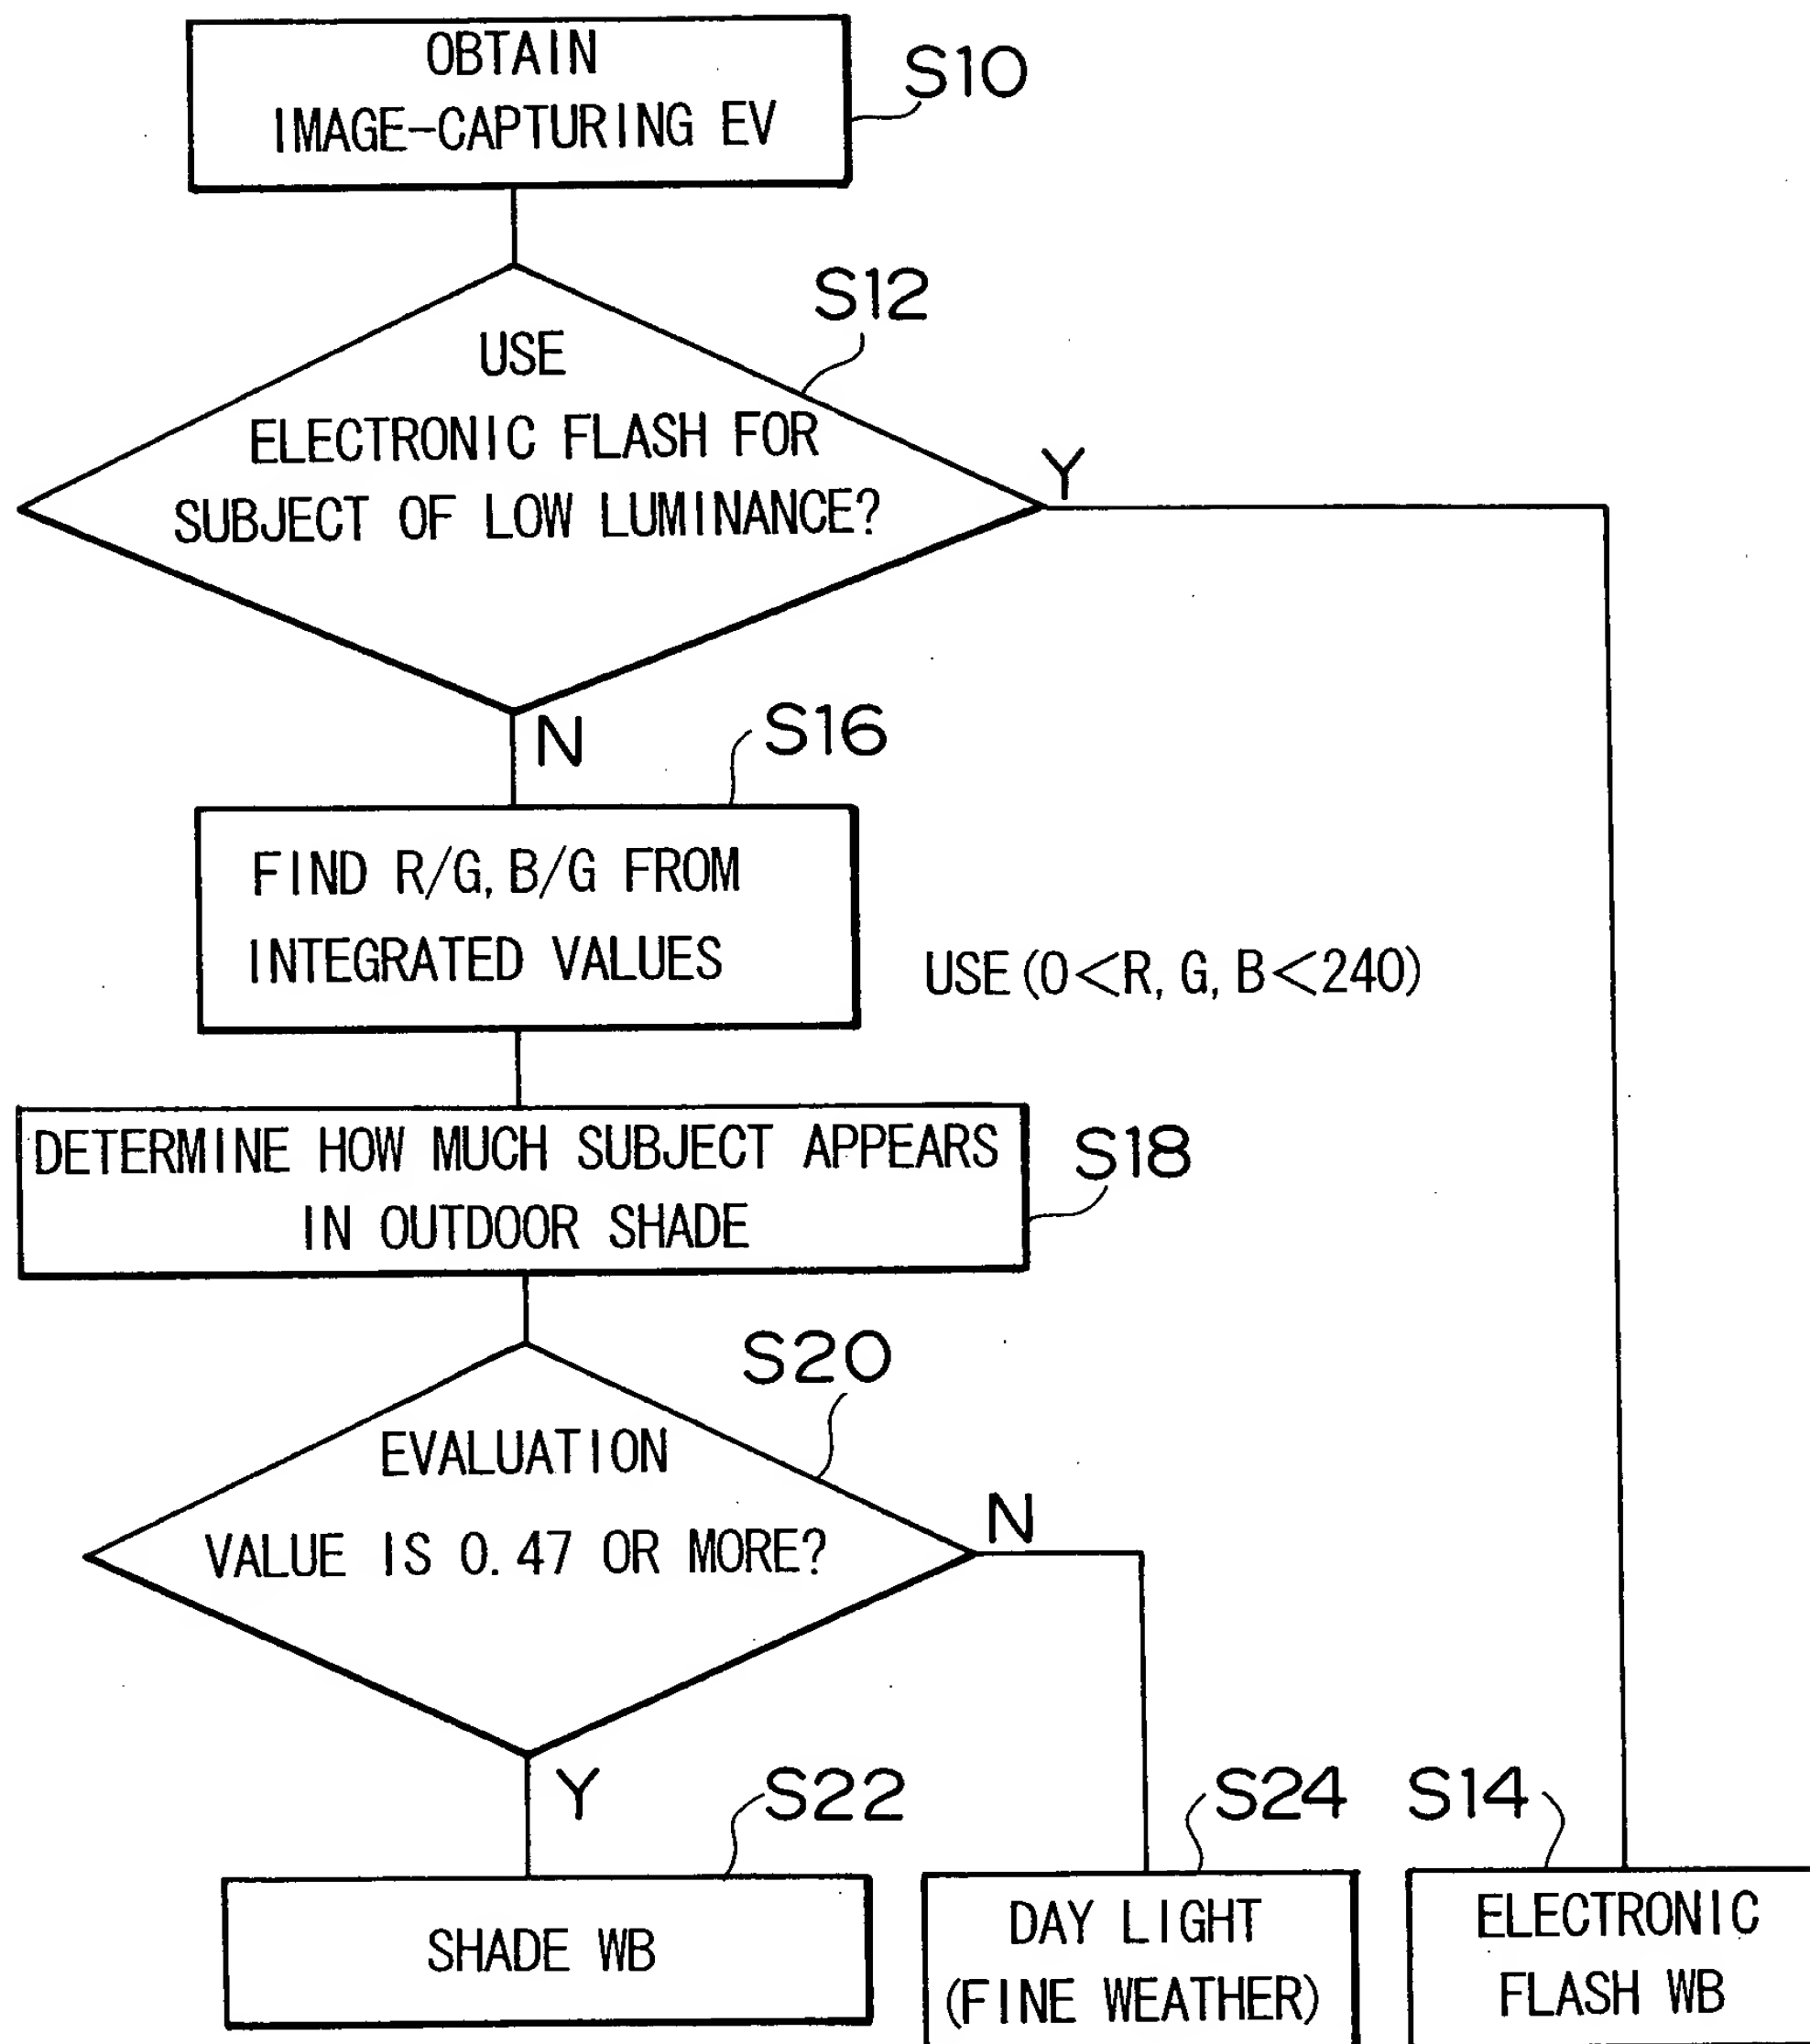 OBTAIN
IMAGE-CAPTURING EV
S10
S12
USE
ELECTRONIC FLASH FOR
SUBJECT OF LOW LUMINANCE?
Y
N
S16
FIND R/G, B/G FROM
INTEGRATED VALUES
USE (0<R, G, B<240)
DETERMINE HOW MUCH SUBJECT APPEARS
IN OUTDOOR SHADE
S18
S20
EVALUATION
VALUE IS 0.47 OR MORE?
N
Y
S22
S24
S14
SHADE WB
DAY LIGHT
(FINE WEATHER)
ELECTRONIC
FLASH WB